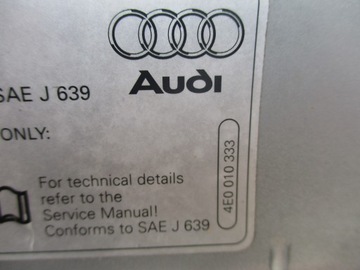 Audi
SAE J 639
ONLY:
For technical details
refer to the
Service Manual!
Conforms to SAE J 639
4E0 010 333